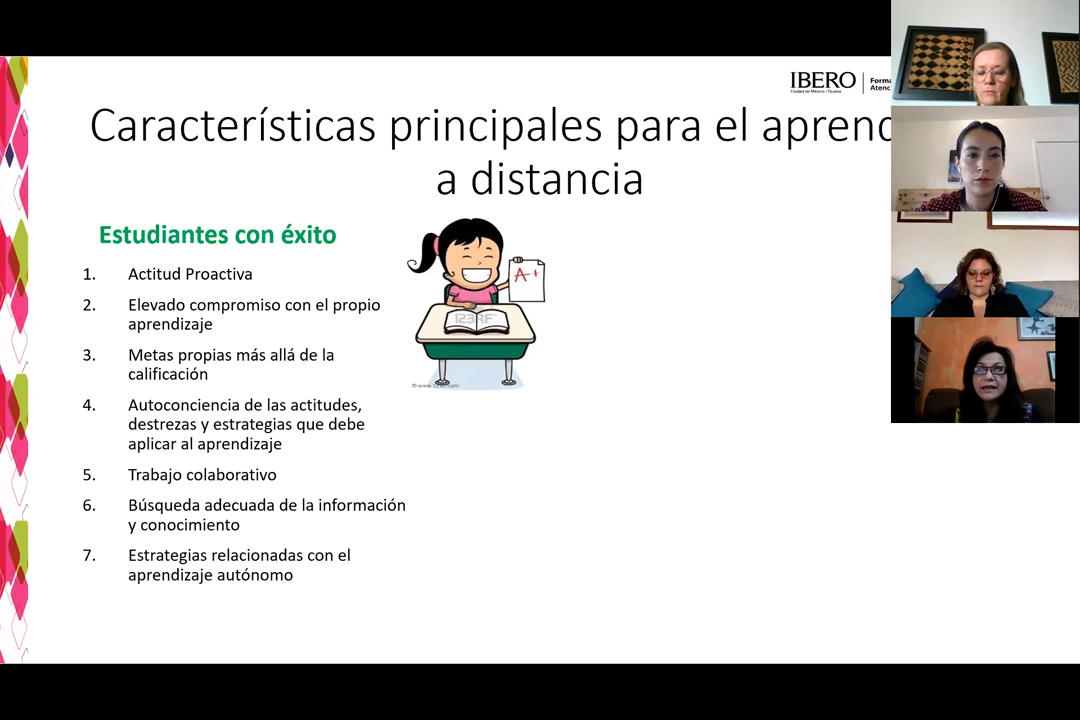 IBERO
Ciudad de México • Tijuana
Características principales para el
a distancia
Estudiantes con éxito
1. Actitud Proactiva
2. Elevado compromiso con el propio
aprendizaje
3. Metas propias más allá de la
calificación
4. Autoconciencia de las actitudes,
destrezas y estrategias que debe
aplicar al aprendizaje
5. Trabajo colaborativo
6. Búsqueda adecuada de la información
y conocimiento
7. Estrategias relacionadas con el
aprendizaje autónomo
A+
123RF